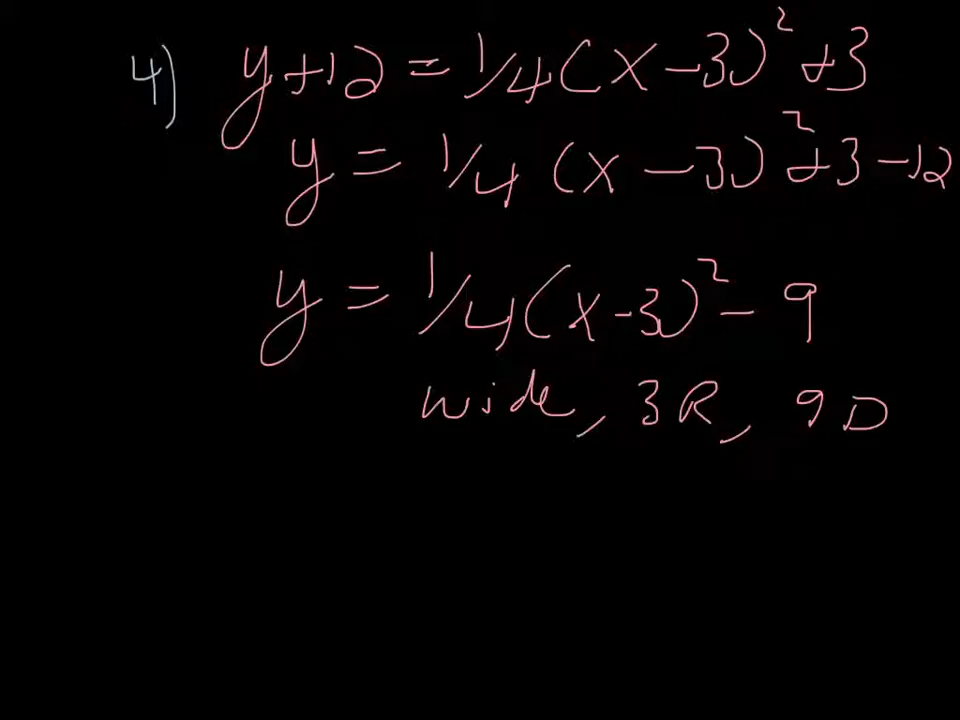 4) y+12 = 1/4(x-3)² +3
y = 1/4 (x-3)² +3 -12
y = 1/4(x-3)² - 9
wide, 3R, 9D